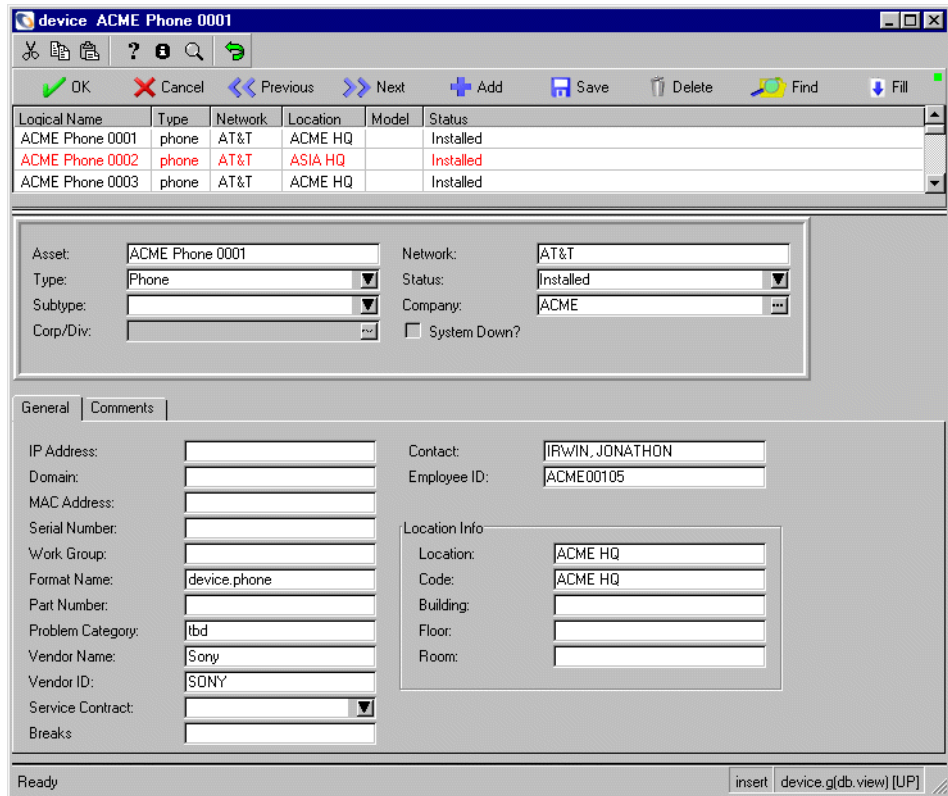 device ACME Phone 0001
OK Cancel Previous Next Add Save Delete Find Fill
Logical Name Type Network Location Model Status
ACME Phone 0001 phone AT&T ACME HQ Installed
ACME Phone 0002 phone AT&T ASIA HQ Installed
ACME Phone 0003 phone AT&T ACME HQ Installed
Asset: ACME Phone 0001 Network: AT&T
Type: Phone Status: Installed
Subtype: Company: ACME
Corp/Div: System Down?
General Comments
IP Address: Contact: IRWIN, JONATHON
Domain: Employee ID: ACME00105
MAC Address:
Serial Number: Location Info
Work Group: Location: ACME HQ
Format Name: device.phone Code: ACME HQ
Part Number: Building:
Problem Category: tbd Floor:
Vendor Name: Sony Room:
Vendor ID: SONY
Service Contract:
Breaks
Ready insert device.g(db.view) [UP]